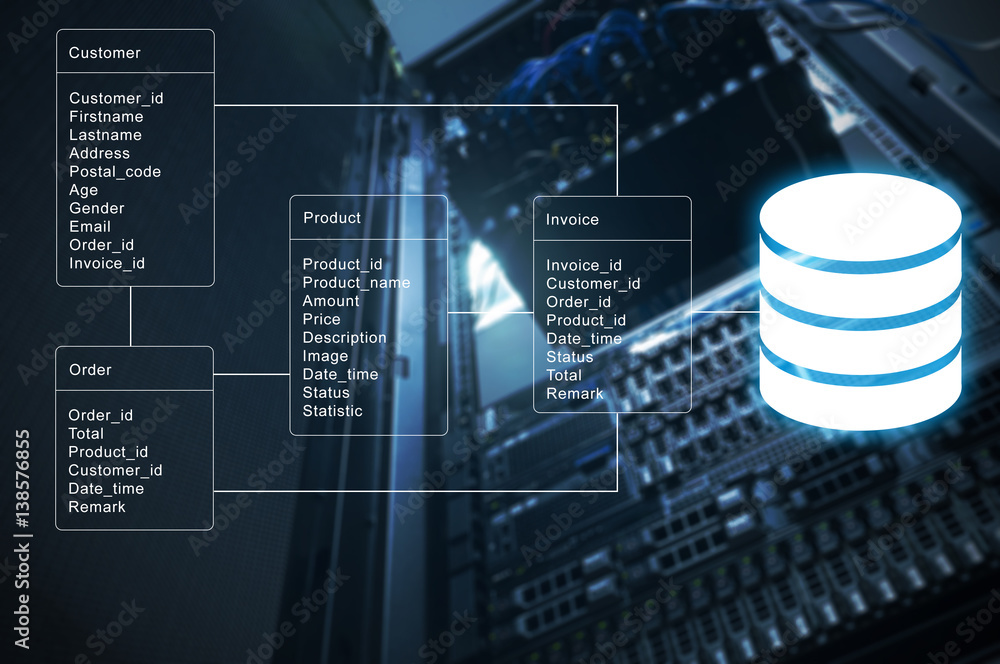 Customer
Customer_id
Firstname
Lastname
Address
Postal_code
Age
Gender
Email
Order_id
Invoice_id
Product
Product_id
Product_name
Amount
Price
Description
Image
Date_time
Status
Statistic
Invoice
Invoice_id
Customer_id
Order_id
Product_id
Date_time
Status
Total
Remark
Order
Order_id
Total
Product_id
Customer_id
Date_time
Remark
Adobe Stock | #138576855
Adobe Stock